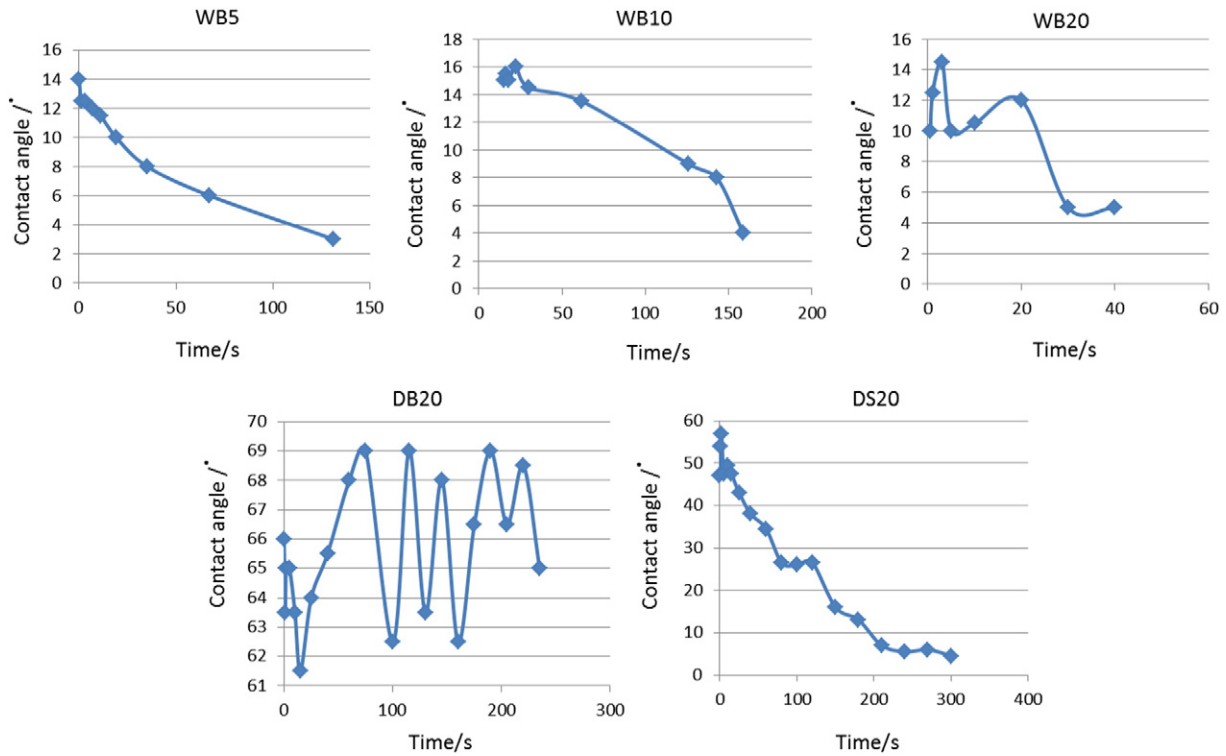 WB5
16
14
12
10
8
6
4
2
0
0 50 100 150
Contact angle /°
Time/s
WB10
18
16
14
12
10
8
6
4
2
0
0 50 100 150 200
Contact angle /°
Time/s
WB20
16
14
12
10
8
6
4
2
0
0 20 40 60
Contact angle /°
Time/s
DB20
70
69
68
67
66
65
64
63
62
61
0 100 200 300
Contact angle /°
Time/s
DS20
60
50
40
30
20
10
0
0 100 200 300 400
Contact angle /°
Time/s